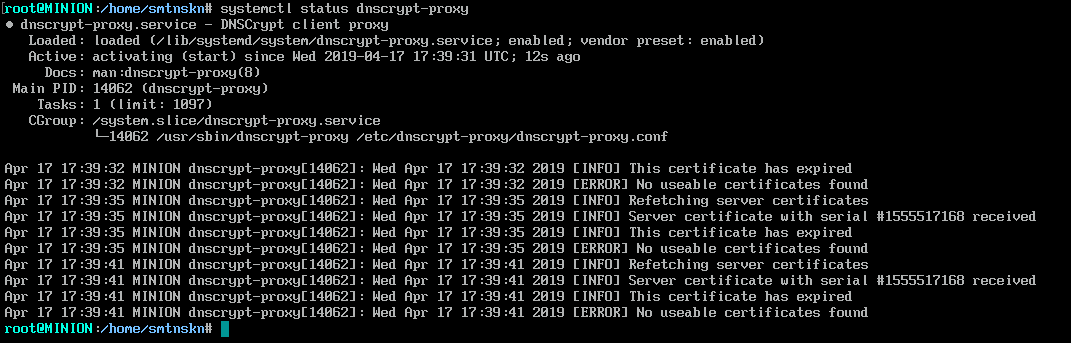 root@MINION:/home/smtnskn# systemctl status dnscrypt-proxy
● dnscrypt-proxy.service - DNSCrypt client proxy
   Loaded: loaded (/lib/systemd/system/dnscrypt-proxy.service; enabled; vendor preset: enabled)
   Active: activating (start) since Wed 2019-04-17 17:39:31 UTC; 12s ago
     Docs: man:dnscrypt-proxy(8)
 Main PID: 14062 (dnscrypt-proxy)
    Tasks: 1 (limit: 1097)
   CGroup: /system.slice/dnscrypt-proxy.service
           └─14062 /usr/sbin/dnscrypt-proxy /etc/dnscrypt-proxy/dnscrypt-proxy.conf

Apr 17 17:39:32 MINION dnscrypt-proxy[14062]: Wed Apr 17 17:39:32 2019 [INFO] This certificate has expired
Apr 17 17:39:32 MINION dnscrypt-proxy[14062]: Wed Apr 17 17:39:32 2019 [ERROR] No useable certificates found
Apr 17 17:39:35 MINION dnscrypt-proxy[14062]: Wed Apr 17 17:39:35 2019 [INFO] Refetching server certificates
Apr 17 17:39:35 MINION dnscrypt-proxy[14062]: Wed Apr 17 17:39:35 2019 [INFO] Server certificate with serial #1555517168 received
Apr 17 17:39:35 MINION dnscrypt-proxy[14062]: Wed Apr 17 17:39:35 2019 [INFO] This certificate has expired
Apr 17 17:39:35 MINION dnscrypt-proxy[14062]: Wed Apr 17 17:39:35 2019 [ERROR] No useable certificates found
Apr 17 17:39:41 MINION dnscrypt-proxy[14062]: Wed Apr 17 17:39:41 2019 [INFO] Refetching server certificates
Apr 17 17:39:41 MINION dnscrypt-proxy[14062]: Wed Apr 17 17:39:41 2019 [INFO] Server certificate with serial #1555517168 received
Apr 17 17:39:41 MINION dnscrypt-proxy[14062]: Wed Apr 17 17:39:41 2019 [INFO] This certificate has expired
Apr 17 17:39:41 MINION dnscrypt-proxy[14062]: Wed Apr 17 17:39:41 2019 [ERROR] No useable certificates found
root@MINION:/home/smtnskn#